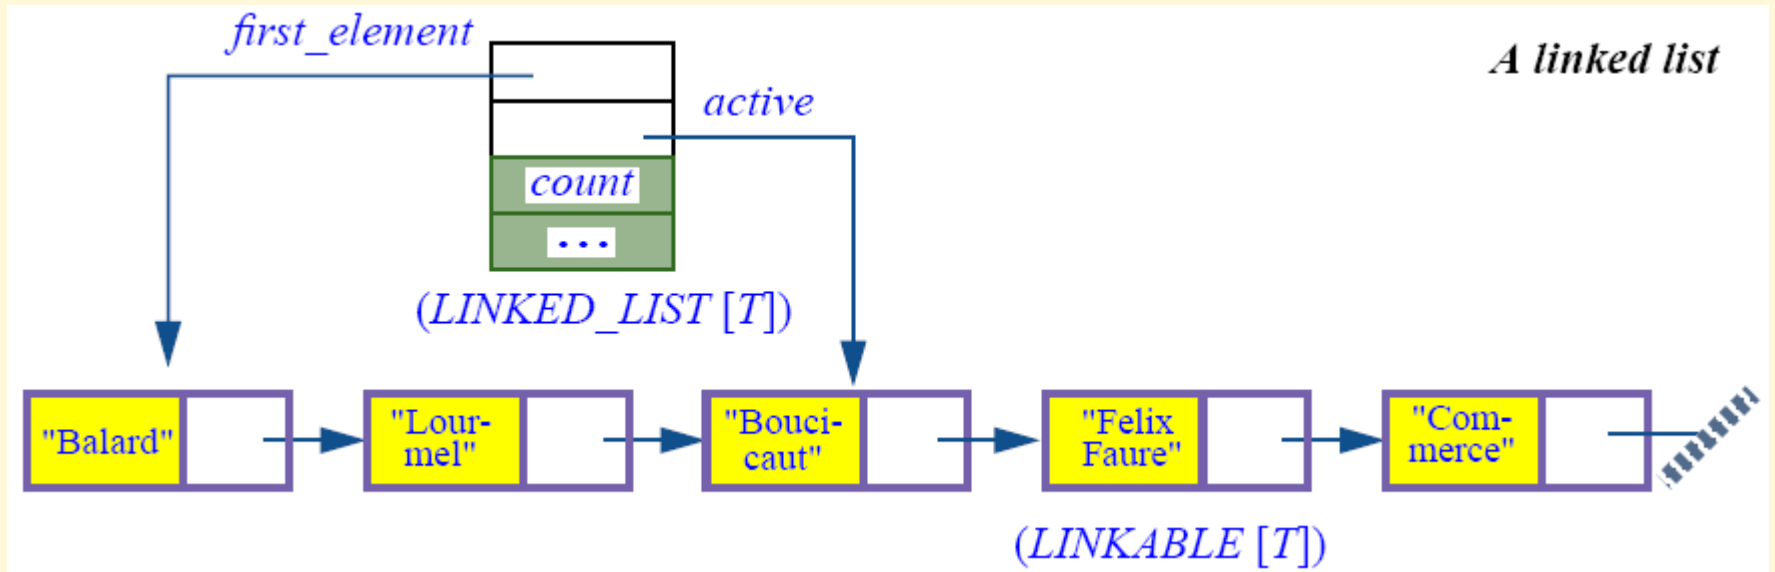 first_element
A linked list
active
count
...
(LINKED_LIST [T])
"Balard"
"Lour-
mel"
"Bouci-
caut"
"Felix
Faure"
"Com-
merce"
(LINKABLE [T])